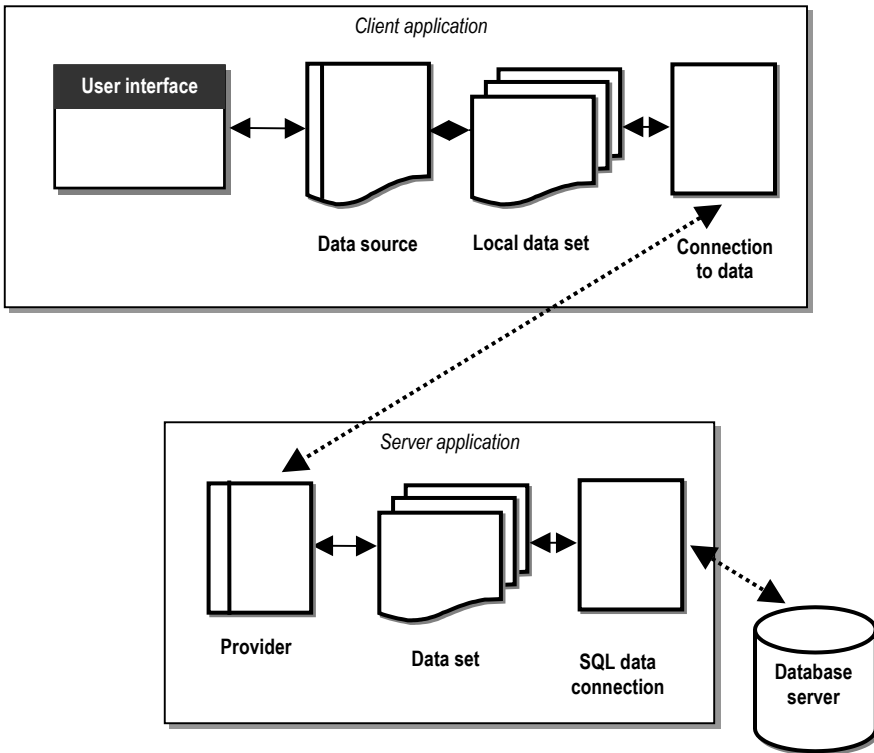 Client application
User interface
Data source
Local data set
Connection
to data
Server application
Provider
Data set
SQL data
connection
Database
server